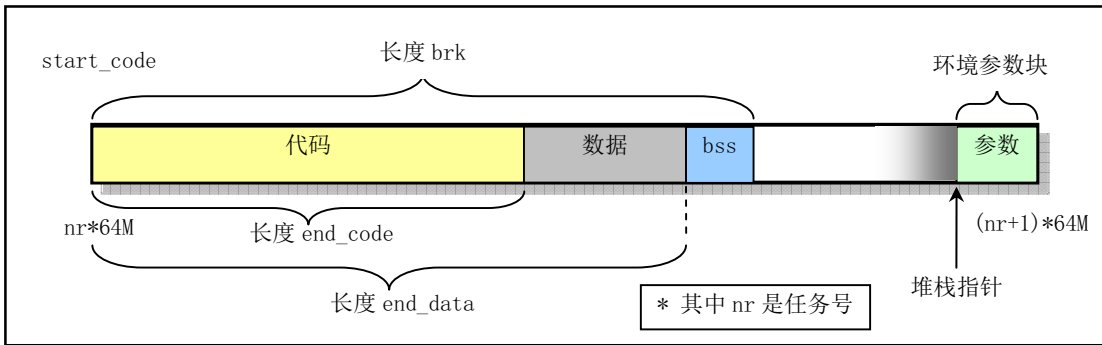 长度 brk
start_code
环境参数块
代码
数据
bss
参数
nr*64M
长度 end_code
(nr+1)*64M
长度 end_data
* 其中 nr 是任务号
堆栈指针